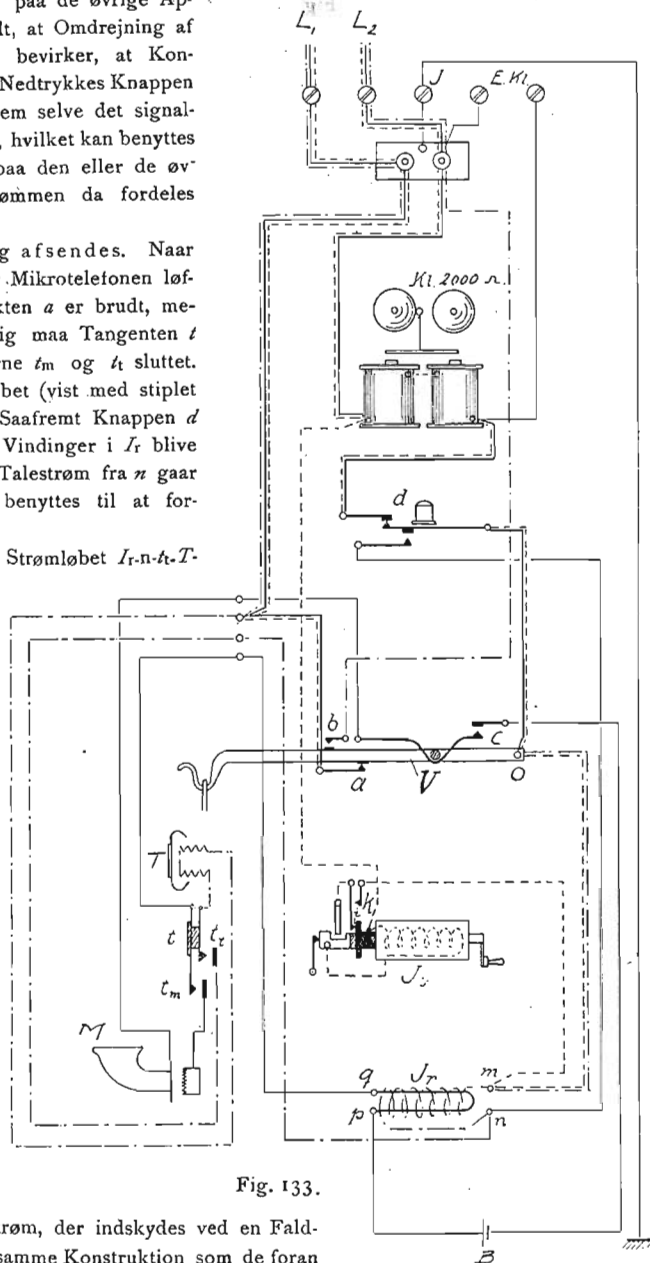 paa de øvrige Ap-
lt, at Omdrejning af
bevirker, at Kon-
Nedtrykkes Knappen
em selve det signal-
, hvilket kan benyttes
paa den eller de øv-
ømmen da fordeles
g afsendes. Naar
Mikrotelefonen løf-
kten a er brudt, me-
ig maa Tangenten t
rne tm og tt sluttet.
bet (vist med stiplet
Saafremt Knappen d
Vindinger i Ir blive
Talestrøm fra n gaar
benyttes til at for-
Strømløbet Ir-n-tt-T-
L1 L2
J E.Kl.
Kl. 2000 Ω.
d
b c
a V O
T
k
t tt
tm
M
q Jr m
p n
B
Fig. 133.
trøm, der indskydes ved en Fald-
samme Konstruktion som de foran